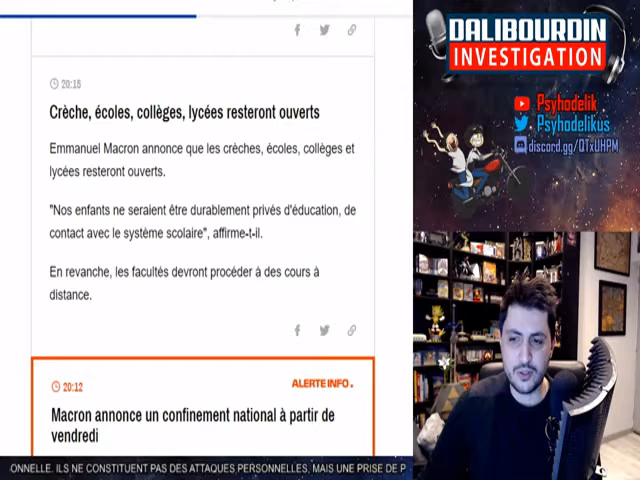 20:15
Crèche, écoles, collèges, lycées resteront ouverts
Emmanuel Macron annonce que les crèches, écoles, collèges et
lycées resteront ouvers.
"Nos enfants ne seraient être durablement privés d'éducation, de
contact avec le système scolaire", affirme-t-il.
En revanche, les facultés devront procéder à des cours à
distance.
20:12
ALERTE INFO.
Macron annonce un confinement national à partir de
vendredi
ONNELLE. ILS NE CONSTITUENT PAS DES ATTAQUES PERSONNELLES, MAIS UNE PRISE DE P
DALIBOURDIN
INVESTIGATION
Psyhodelik
Psyhodelikus
discord.gg/QTxUHPM